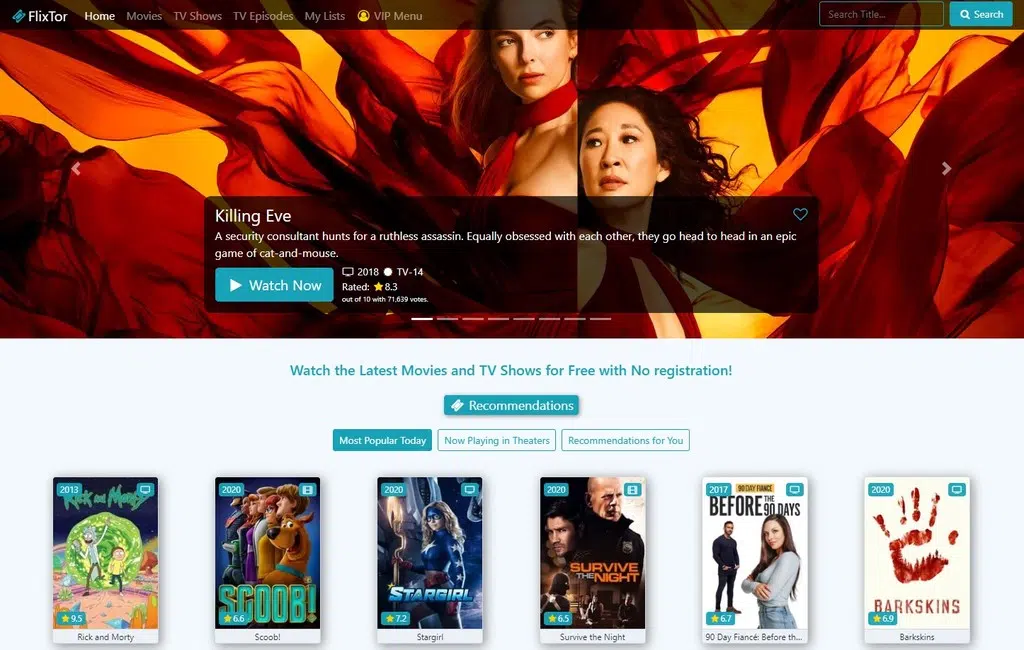 FlixTor Home Movies TV Shows TV Episodes My Lists VIP Menu Search Title... Search
Killing Eve
A security consultant hunts for a ruthless assassin. Equally obsessed with each other, they go head to head in an epic
game of cat-and-mouse.
Watch Now
2018 TV-14
Rated: 8.3
out of 10 with 71,639 votes.
Watch the Latest Movies and TV Shows for Free with No registration!
Recommendations
Most Popular Today Now Playing in Theaters Recommendations for You
2013
Rick and Morty
9.5
Rick and Morty
2020
SCOOB!
6.6
Scoob!
2020
STARGIRL
7.2
Stargirl
2020
SURVIVE
THE NIGHT
6.5
Survive the Night
2017
90 DAY FIANCÉ
BEFORE THE
90 DAYS
6.7
90 Day Fiancé: Before th...
2020
BARKSKINS
6.9
Barkskins